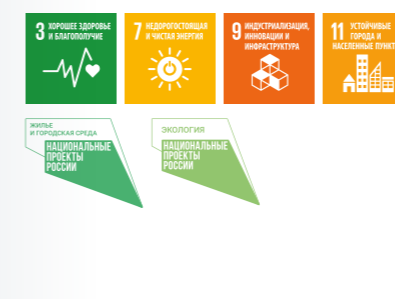 3 ХОРОШЕЕ ЗДОРОВЬЕ
И БЛАГОПОЛУЧИЕ
7 НЕДОРОГОСТОЯЩАЯ
И ЧИСТАЯ ЭНЕРГИЯ
9 ИНДУСТРИАЛИЗАЦИЯ,
ИННОВАЦИИ И
ИНФРАСТРУКТУРА
11 УСТОЙЧИВЫЕ
ГОРОДА И
НАСЕЛЕННЫЕ ПУНКТ
ЖИЛЬЕ
И ГОРОДСКАЯ СРЕДА
НАЦИОНАЛЬНЫЕ
ПРОЕКТЫ
РОССИИ
ЭКОЛОГИЯ
НАЦИОНАЛЬНЫЕ
ПРОЕКТЫ
РОССИИ